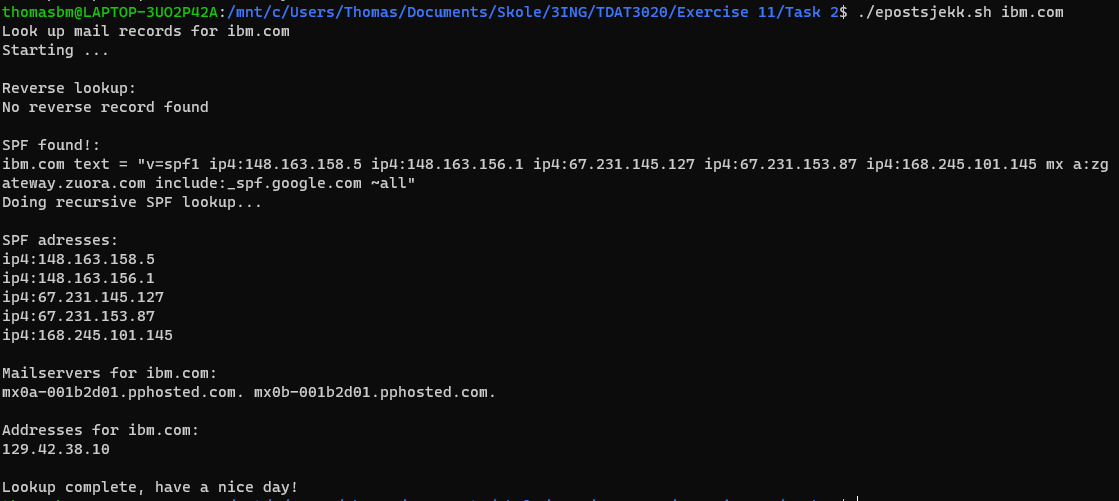 thomasbm@LAPTOP-3UO2P42A:/mnt/c/Users/Thomas/Documents/Skole/3ING/TDAT3020/Exercise 11/Task 2$ ./epostsjekk.sh ibm.com
Look up mail records for ibm.com
Starting ...
Reverse lookup:
No reverse record found
SPF found!:
ibm.com text = "v=spf1 ip4:148.163.158.5 ip4:148.163.156.1 ip4:67.231.145.127 ip4:67.231.153.87 ip4:168.245.101.145 mx a:zg
ateway.zuora.com include:_spf.google.com ~all"
Doing recursive SPF lookup...
SPF adresses:
ip4:148.163.158.5
ip4:148.163.156.1
ip4:67.231.145.127
ip4:67.231.153.87
ip4:168.245.101.145
Mailservers for ibm.com:
mx0a-001b2d01.pphosted.com. mx0b-001b2d01.pphosted.com.
Addresses for ibm.com:
129.42.38.10
Lookup complete, have a nice day!